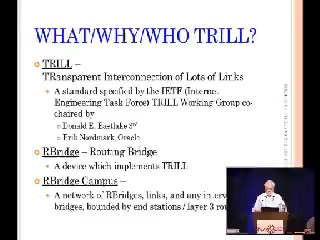 WHAT/WHY/WHO TRILL?
TRILL –
TRansparent Interconnection of Lots of Links
A standard specified by the IETF (Internet
Engineering Task Force) TRILL Working Group co-
chaired by
Donald E. Eastlake 3rd
Erik Nordmark, Oracle
RBridge – Routing Bridge
A device which implements TRILL
RBridge Campus –
A network of RBridges, links, and any interv
bridges, bounded by end stations / layer 3 rou